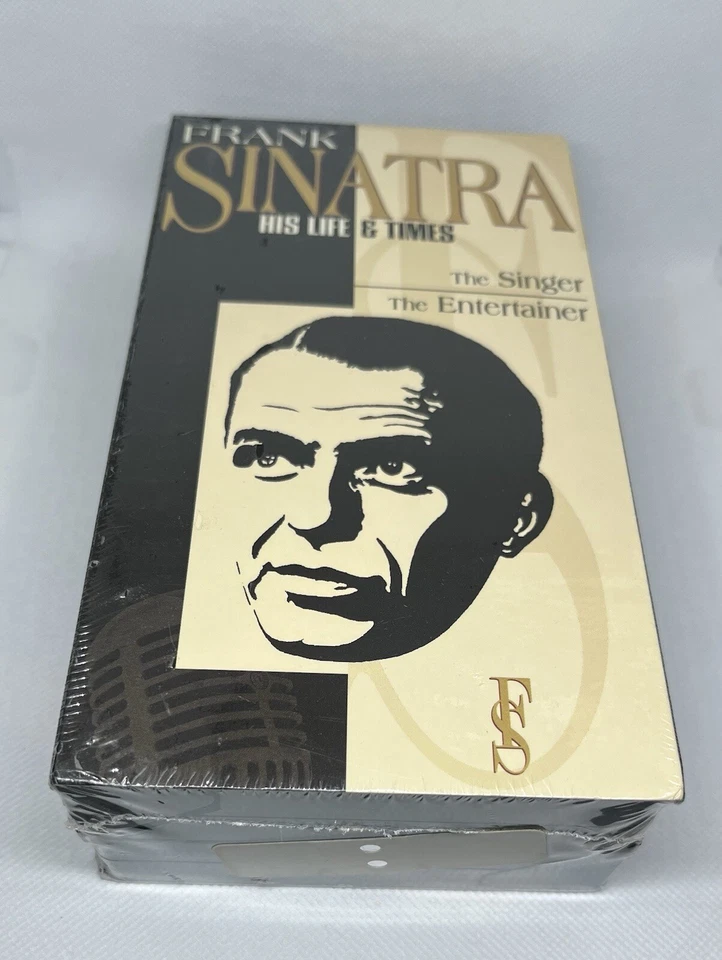 FRANK
SINATRA
HIS LIFE & TIMES
The Singer
The Entertainer
FS